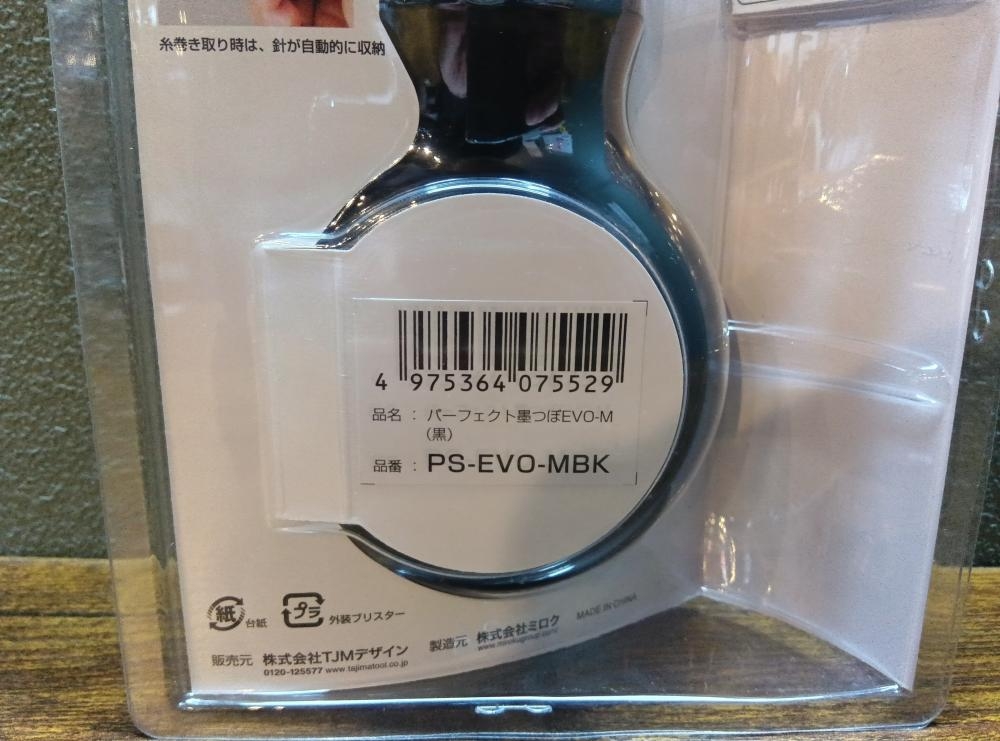 糸巻き取り時は、針が自動的に収納
4 975364 075529
品名 : パーフェクト墨つぼEVO-M
(黒)
品番 : PS-EVO-MBK
紙 台紙
プラ 外装ブリスター
MADE IN CHINA
販売元 株式会社TJMデザイン
0120-125577 www.tajimatool.co.jp
製造元 株式会社ミロク